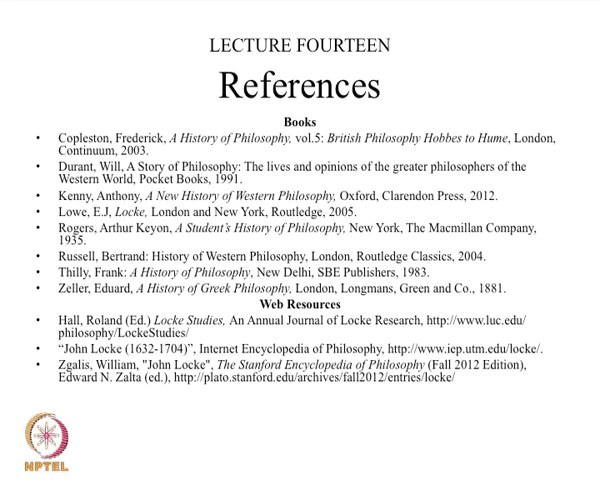 LECTURE FOURTEEN
References
Books
• Copleston, Frederick, A History of Philosophy, vol.5: British Philosophy Hobbes to Hume, London,
Continuum, 2003.
• Durant, Will, A Story of Philosophy: The lives and opinions of the greater philosophers of the
Western World, Pocket Books, 1991.
• Kenny, Anthony, A New History of Western Philosophy, Oxford, Clarendon Press, 2012.
• Lowe, E.J, Locke, London and New York, Routledge, 2005.
• Rogers, Arthur Keyon, A Student's History of Philosophy, New York, The Macmillan Company,
1935.
• Russell, Bertrand: History of Western Philosophy, London, Routledge Classics, 2004.
• Thilly, Frank: A History of Philosophy, New Delhi, SBE Publishers, 1983.
• Zeller, Eduard, A History of Greek Philosophy, London, Longmans, Green and Co., 1881.
Web Resources
• Hall, Roland (Ed.) Locke Studies, An Annual Journal of Locke Research, http://www.luc.edu/
philosophy/LockeStudies/
• “John Locke (1632-1704)”, Internet Encyclopedia of Philosophy, http://www.iep.utm.edu/locke/.
• Zgalis, William, "John Locke", The Stanford Encyclopedia of Philosophy (Fall 2012 Edition),
Edward N. Zalta (ed.), http://plato.stanford.edu/archives/fall2012/entries/locke/
NPTEL